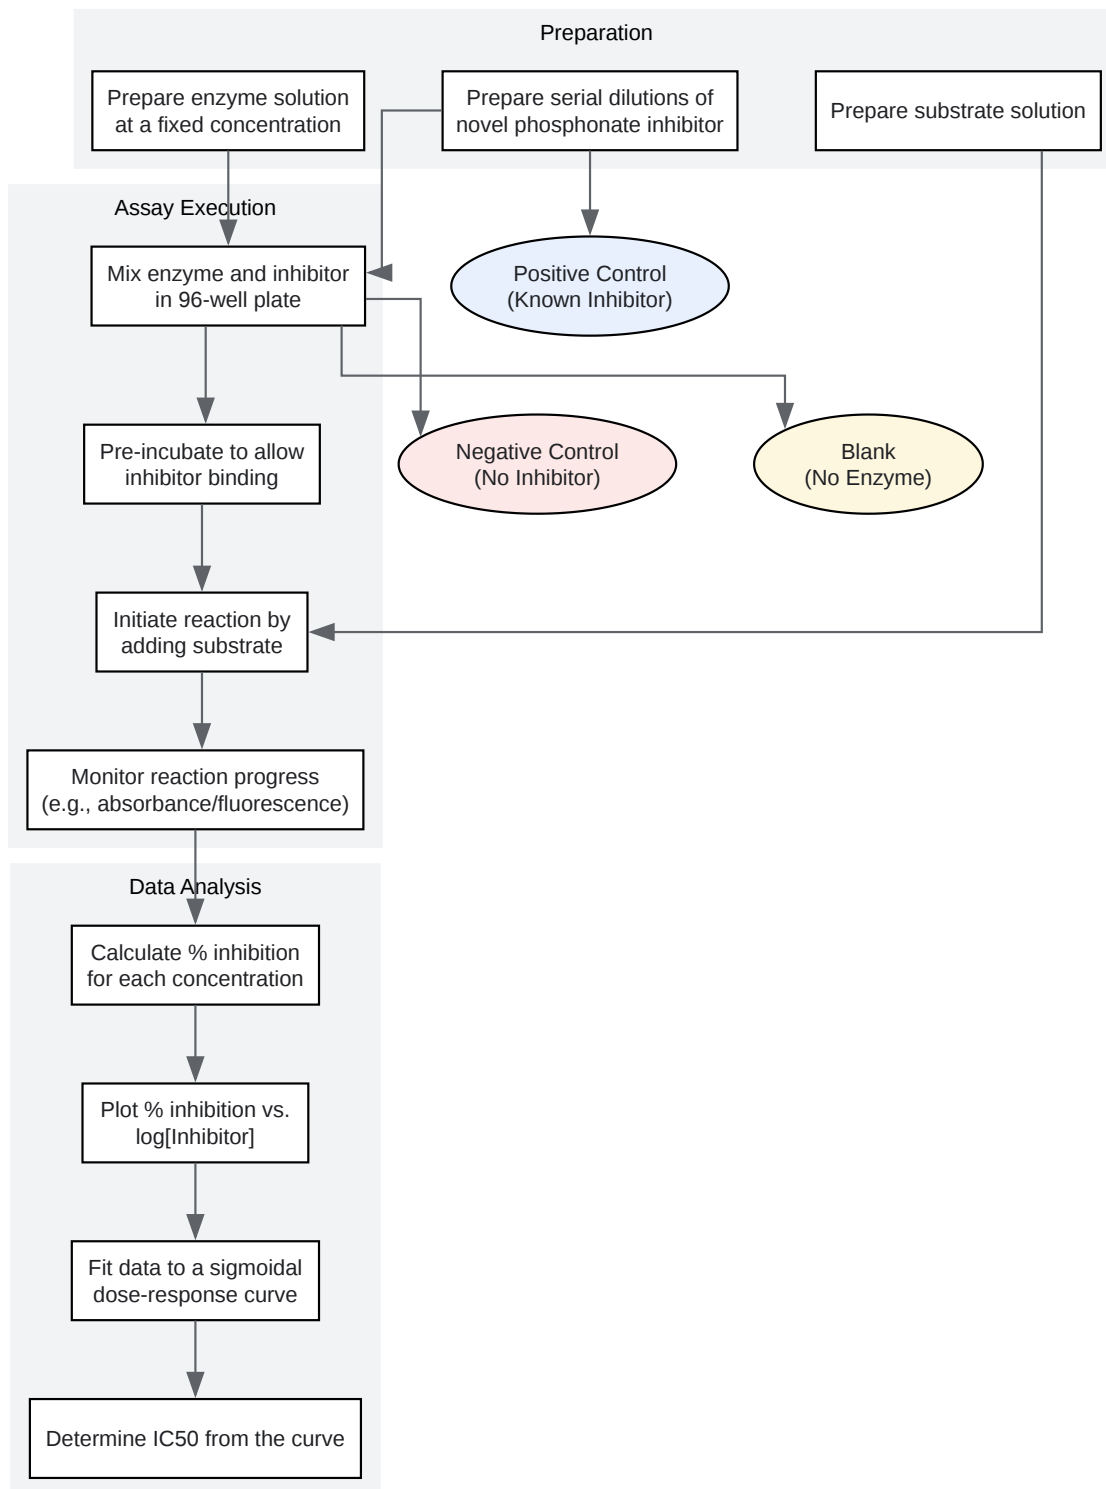 Preparation
Prepare enzyme solution
at a fixed concentration
Prepare serial dilutions of
novel phosphonate inhibitor
Prepare substrate solution
Assay Execution
Mix enzyme and inhibitor
in 96-well plate
Positive Control
(Known Inhibitor)
Pre-incubate to allow
inhibitor binding
Negative Control
(No Inhibitor)
Blank
(No Enzyme)
Initiate reaction by
adding substrate
Monitor reaction progress
(e.g., absorbance/fluorescence)
Data Analysis
Calculate % inhibition
for each concentration
Plot % inhibition vs.
log[Inhibitor]
Fit data to a sigmoidal
dose-response curve
Determine IC50 from the curve